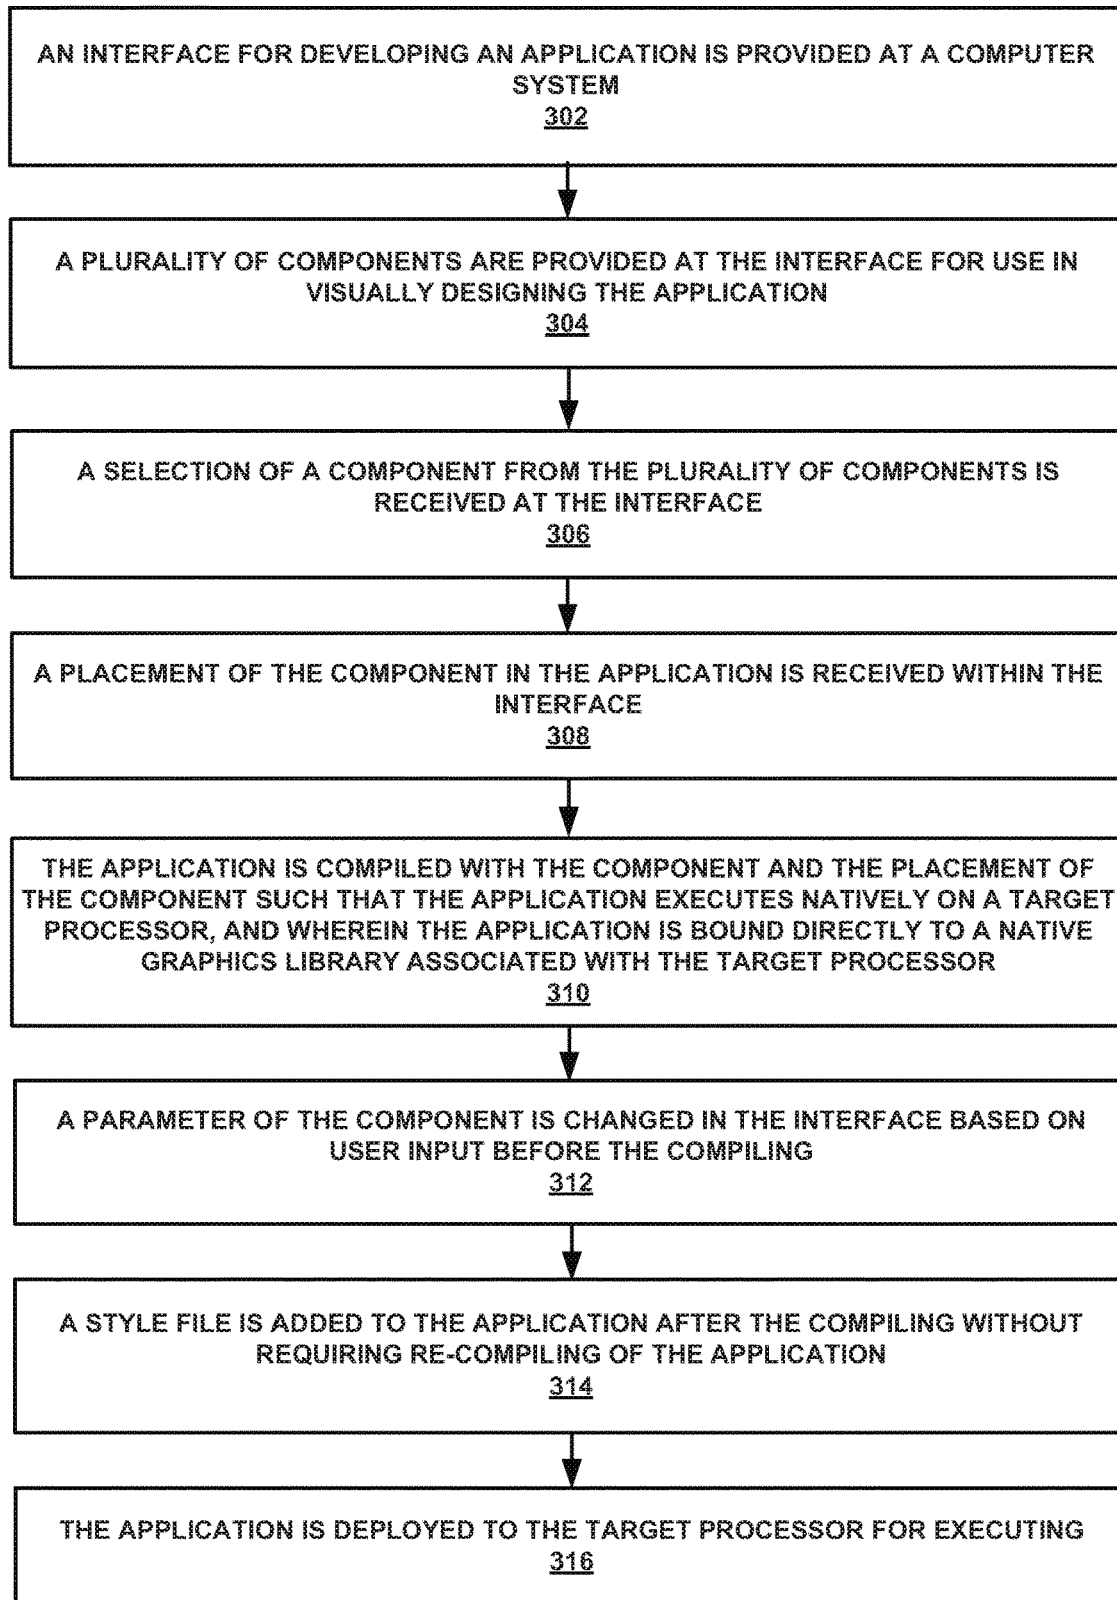 AN INTERFACE FOR DEVELOPING AN APPLICATION IS PROVIDED AT A COMPUTER
SYSTEM
302
A PLURALITY OF COMPONENTS ARE PROVIDED AT THE INTERFACE FOR USE IN
VISUALLY DESIGNING THE APPLICATION
304
A SELECTION OF A COMPONENT FROM THE PLURALITY OF COMPONENTS IS
RECEIVED AT THE INTERFACE
306
A PLACEMENT OF THE COMPONENT IN THE APPLICATION IS RECEIVED WITHIN THE
INTERFACE
308
THE APPLICATION IS COMPILED WITH THE COMPONENT AND THE PLACEMENT OF
THE COMPONENT SUCH THAT THE APPLICATION EXECUTES NATIVELY ON A TARGET
PROCESSOR, AND WHEREIN THE APPLICATION IS BOUND DIRECTLY TO A NATIVE
GRAPHICS LIBRARY ASSOCIATED WITH THE TARGET PROCESSOR
310
A PARAMETER OF THE COMPONENT IS CHANGED IN THE INTERFACE BASED ON
USER INPUT BEFORE THE COMPILING
312
A STYLE FILE IS ADDED TO THE APPLICATION AFTER THE COMPILING WITHOUT
REQUIRING RE-COMPILING OF THE APPLICATION
314
THE APPLICATION IS DEPLOYED TO THE TARGET PROCESSOR FOR EXECUTING
316